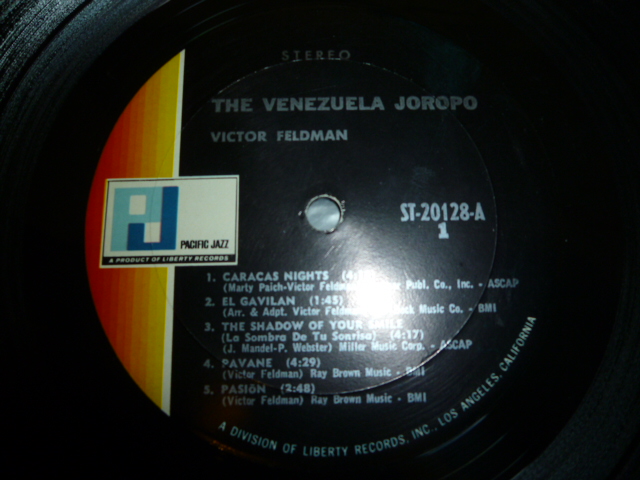 STEREO
THE VENEZUELA JOROPO
VICTOR FELDMAN
PJ
PACIFIC JAZZ
A PRODUCT OF LIBERTY RECORDS
ST-20128-A
1
1. CARACAS NIGHTS
(Marty Paich-Victor Publ. Co., Inc. - ASCAP
2. EL GAVILAN (1:45)
(Arr. & Adpt. Victor Music Co. - BMI
3. THE SHADOW OF YOUR SMILE
(La Sombra De Tu Sonrisa) (4:17)
(J. Mandel-P. Webster) Miller Music Corp. - ASCAP
4. PAVANE (4:29)
(Victor Feldman) Ray Brown Music - BMI
5. PASIÓN (2:48)
(Victor Feldman) Ray Brown Music - BMI
A DIVISION OF LIBERTY RECORDS, INC., LOS ANGELES, CALIFORNIA